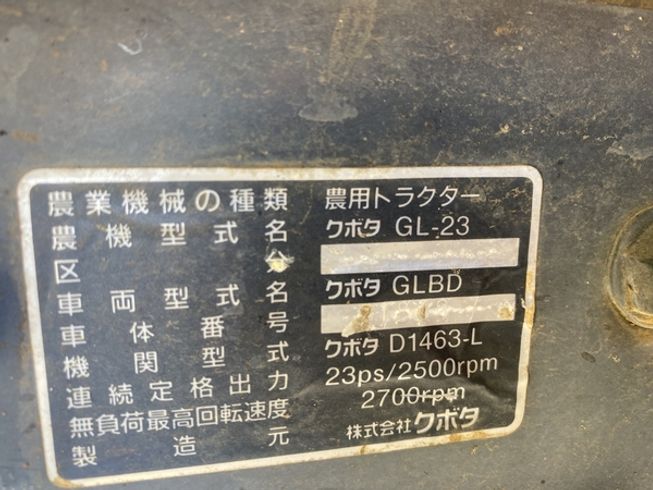 農業機械の種類 農用トラクター
農機型式名 クボタ GL-23
区分
車両型式名 クボタ GLBD
車体番号
機関型式 クボタ D1463-L
連続定格出力 23ps/2500rpm
無負荷最高回転速度 2700rpm
製造元 株式会社クボタ